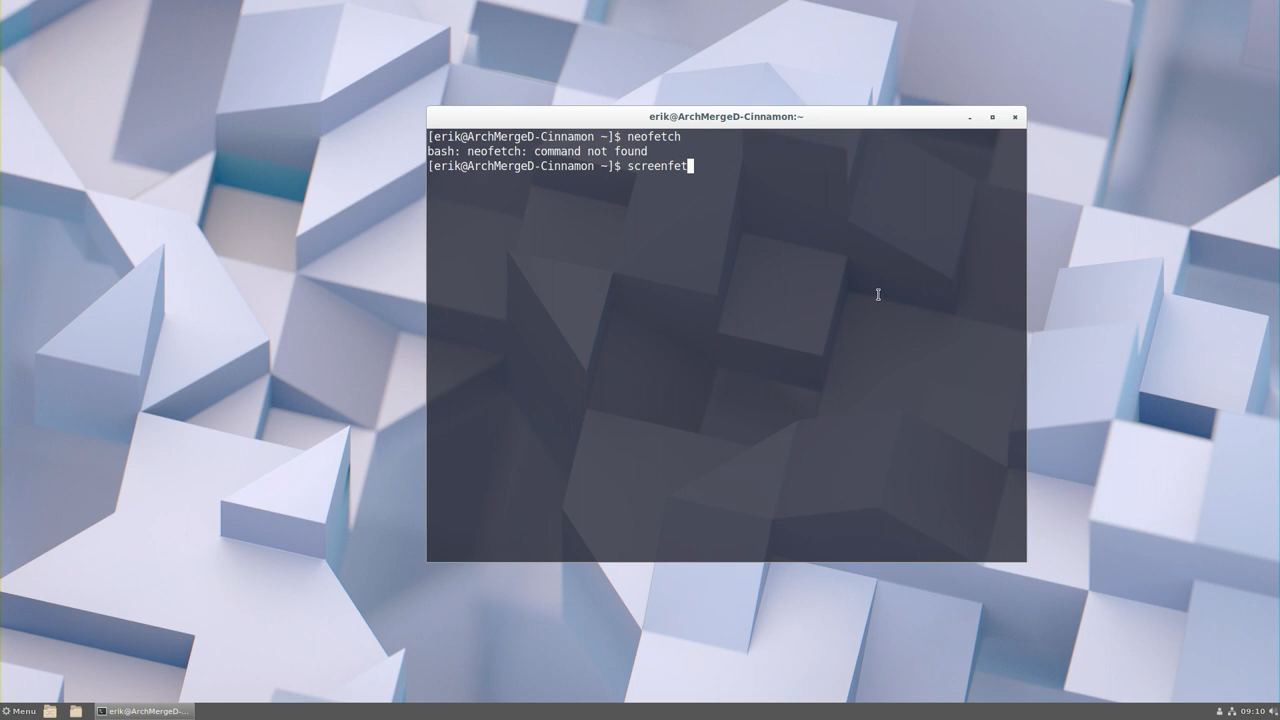 erik@ArchMergeD-Cinnamon:~
[erik@ArchMergeD-Cinnamon ~]$ neofetch
bash: neofetch: command not found
[erik@ArchMergeD-Cinnamon ~]$ screenfet
Menu
erik@ArchMergeD-...
09:10